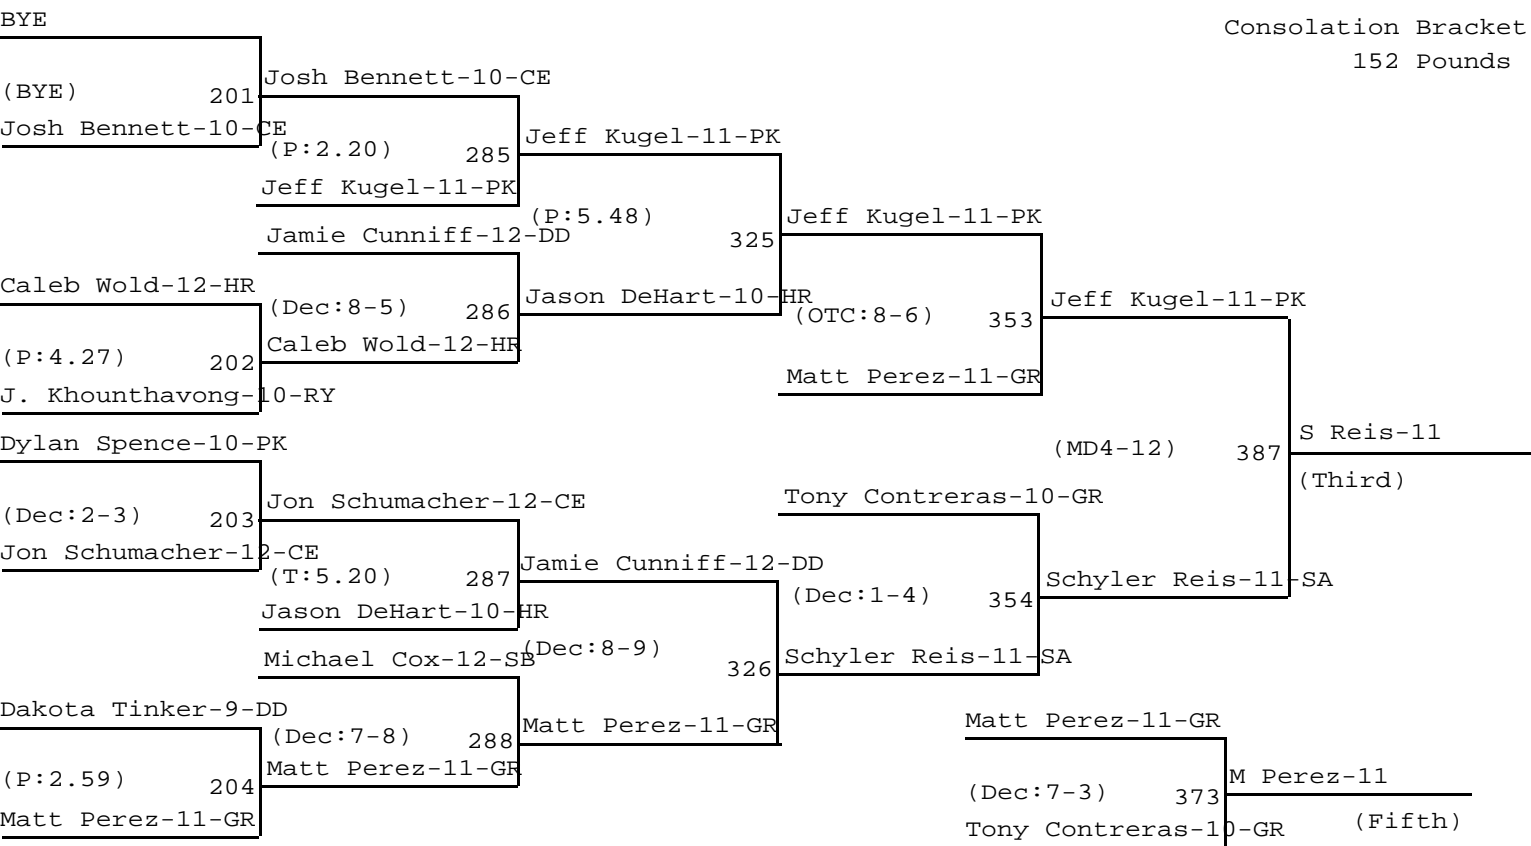 BYE
Consolation Bracket
152 Pounds
(BYE) 201
Josh Bennett-10-CE
Josh Bennett-10-CE
(P:2.20) 285
Jeff Kugel-11-PK
Jeff Kugel-11-PK
Jamie Cunniff-12-DD
(P:5.48) 325
Jeff Kugel-11-PK
Caleb Wold-12-HR
(Dec:8-5) 286
Jason DeHart-10-HR
(OTC:8-6) 353
Jeff Kugel-11-PK
(P:4.27) 202
Caleb Wold-12-HR
J. Khounthavong-10-RY
Matt Perez-11-GR
Dylan Spence-10-PK
(MD4-12) 387
S Reis-11
(Third)
(Dec:2-3) 203
Jon Schumacher-12-CE
Tony Contreras-10-GR
Jon Schumacher-12-CE
(T:5.20) 287
Jamie Cunniff-12-DD
(Dec:1-4) 354
Schyler Reis-11-SA
Jason DeHart-10-HR
Michael Cox-12-SB
(Dec:8-9) 326
Schyler Reis-11-SA
Dakota Tinker-9-DD
(Dec:7-8) 288
Matt Perez-11-GR
Matt Perez-11-GR
(P:2.59) 204
Matt Perez-11-GR
Matt Perez-11-GR
(Dec:7-3) 373
M Perez-11
(Fifth)
Tony Contreras-10-GR